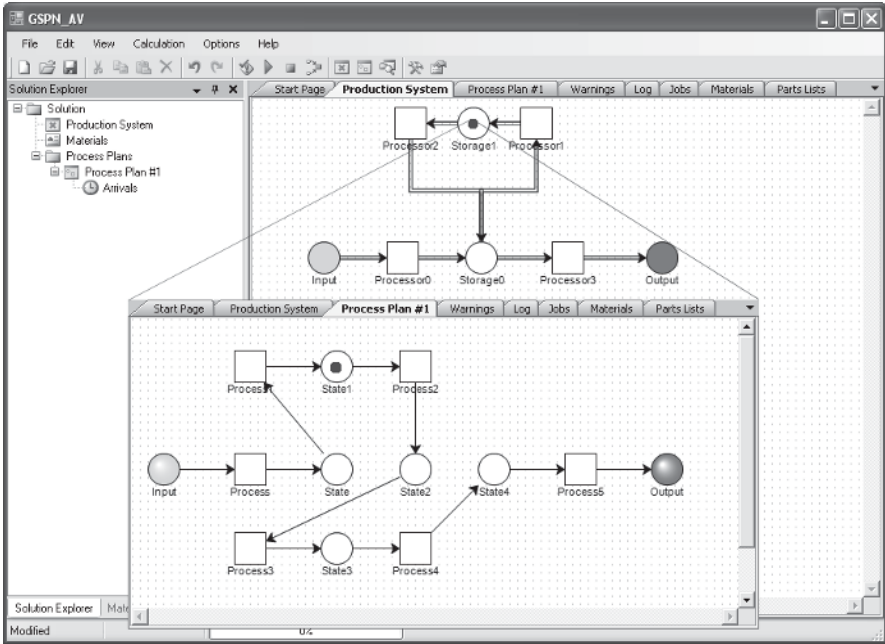 GSPN_AV
File Edit View Calculation Options Help
Solution Explorer
Start Page Production System Process Plan #1 Warnings Log Jobs Materials Parts Lists
Solution
Production System
Materials
Process Plans
Process Plan #1
Arrivals
Processor2 Storage1 Processor1
Input Processor0 Storage0 Processor3 Output
Start Page Production System Process Plan #1 Warnings Log Jobs Materials Parts Lists
Process1 State1 Process2
Input Process State State2 State4 Process5 Output
Process3 State3 Process4
Solution Explorer Mate
Modified 0%